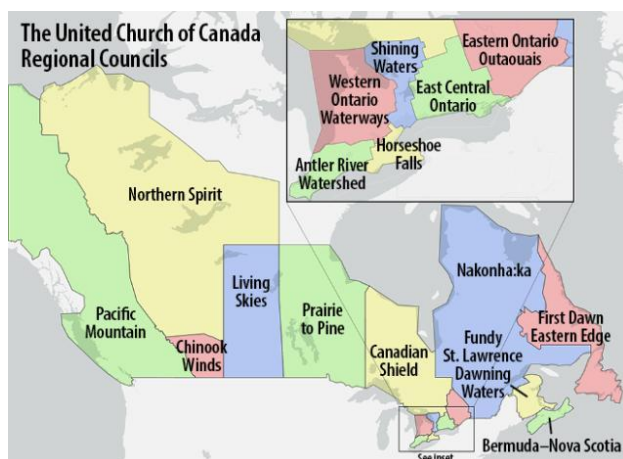 The United Church of Canada
Regional Councils
Shining
Waters
Eastern Ontario
Outaouais
Western
Ontario
Waterways
East Central
Ontario
Horseshoe
Falls
Antler River
Watershed
Northern Spirit
Pacific
Mountain
Chinook
Winds
Living
Skies
Prairie
to Pine
Canadian
Shield
Nakonha:ka
First Dawn
Eastern Edge
Fundy
St. Lawrence
Dawning
Waters
Bermuda–Nova Scotia
See inset